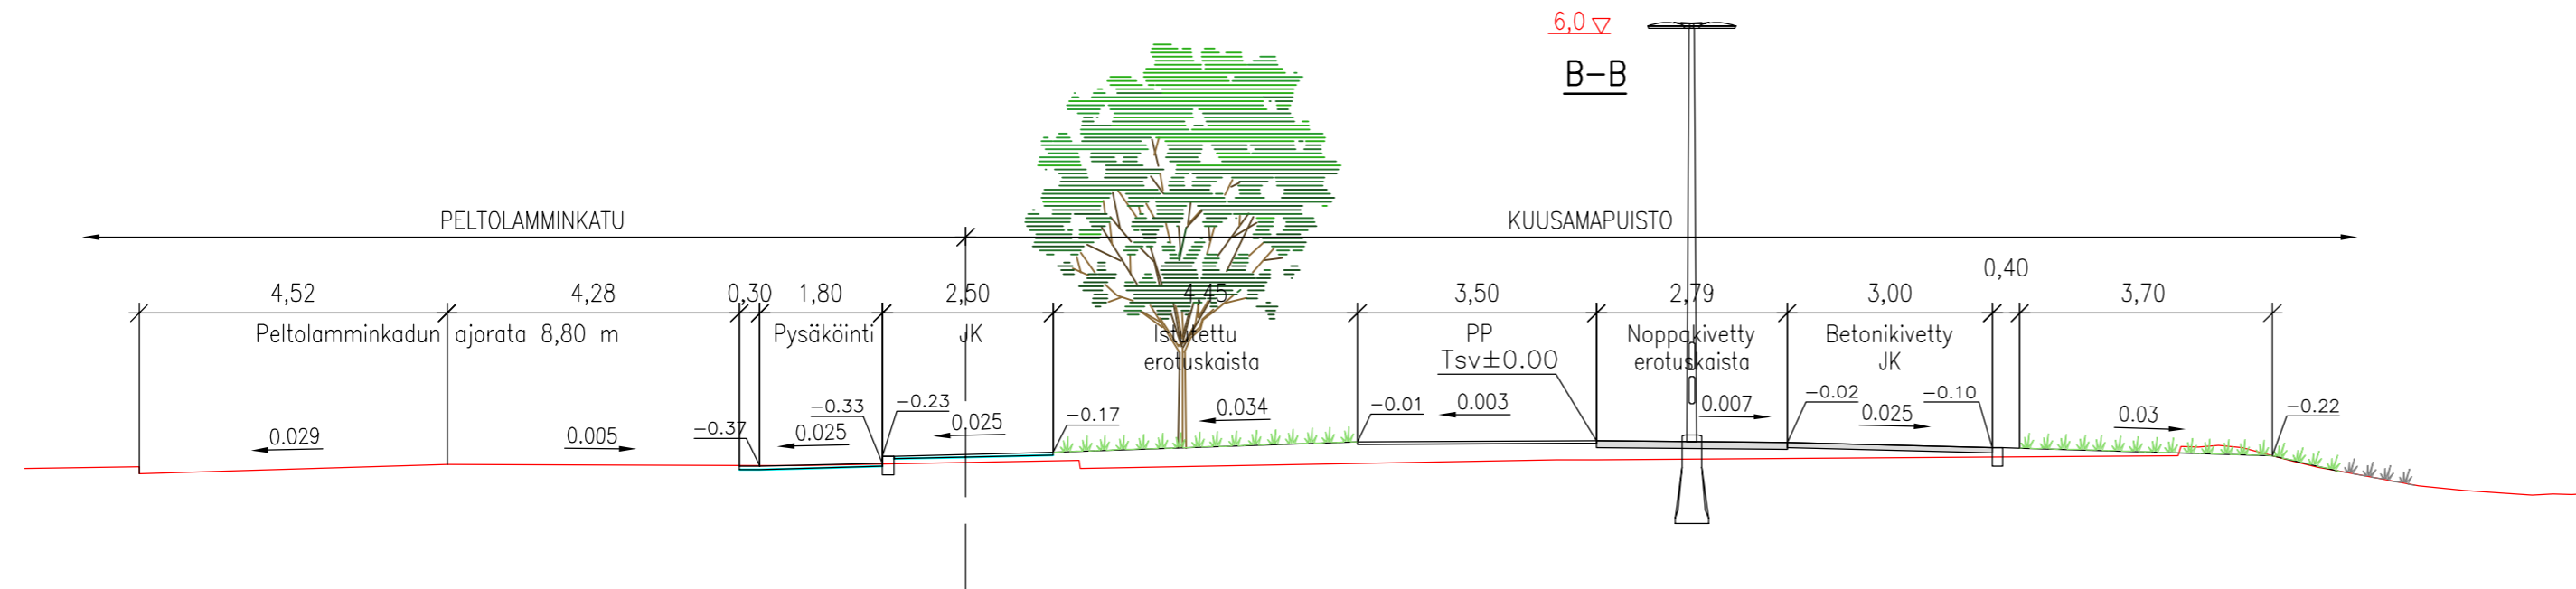 6,0
B-B
PELTOLAMMINKATU
KUUSAMAPUISTO
4,52
4,28
0,30
1,80
2,50
4,45
3,50
2,79
3,00
0,40
3,70
Peltolamminkadun ajorata 8,80 m
Pysäköinti
JK
Istutettu
erotuskaista
PP
Tsv±0.00
Noppakivetty
erotuskaista
Betonikivetty
JK
0.029
0.005
-0.37
-0.33
0.025
-0.23
0.025
-0.17
0.034
-0.01
0.003
0.007
-0.02
0.025
-0.10
0.03
-0.22